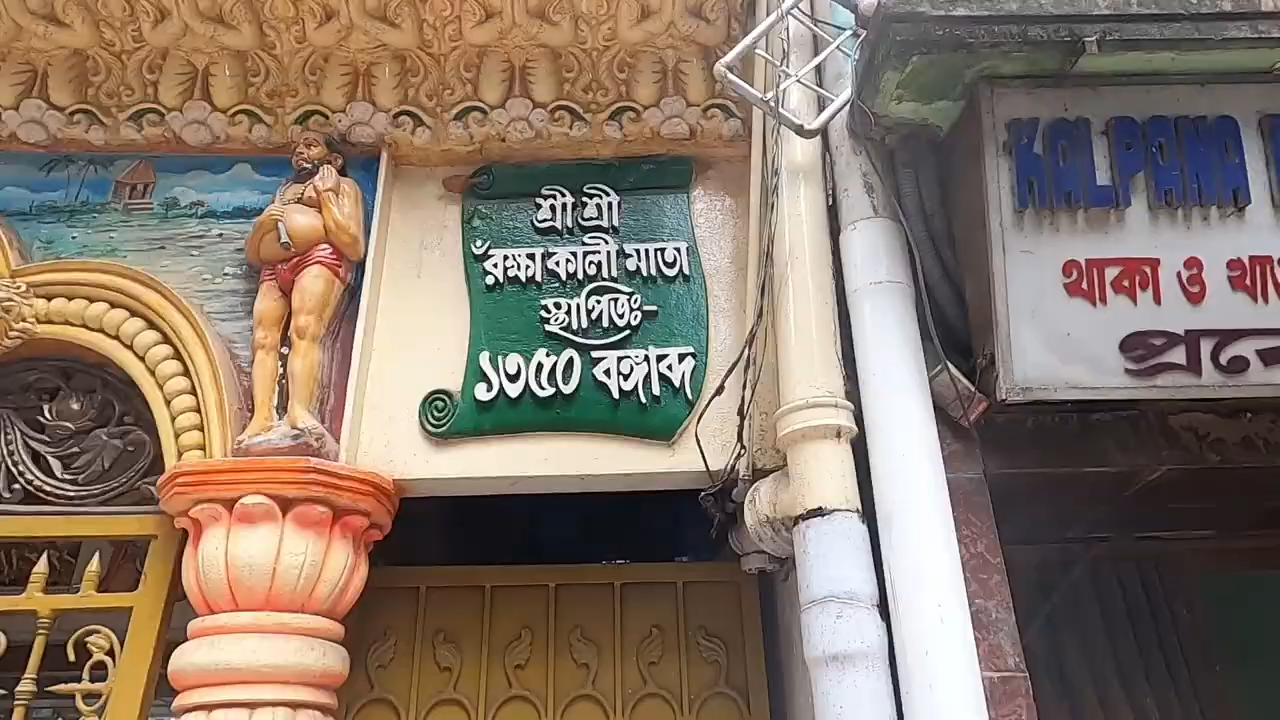 শ্রী শ্রী
ঁরক্ষা কালী মাতা
স্থাপিতঃ-
১৩৫০ বঙ্গাব্দ
KALPANA
থাকা ও